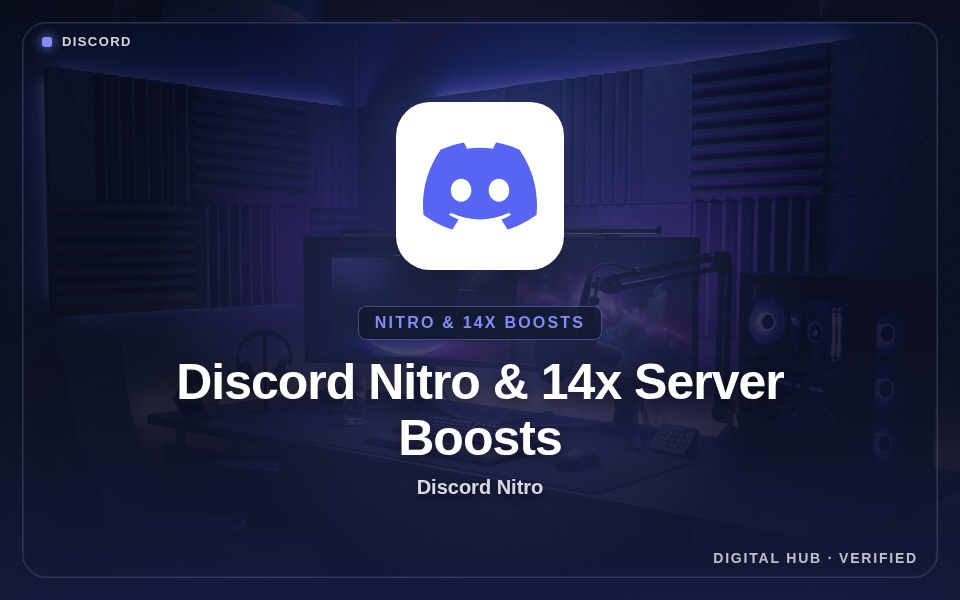 DISCORD
NITRO & 14X BOOSTS
Discord Nitro & 14x Server
Boosts
Discord Nitro
DIGITAL HUB · VERIFIED